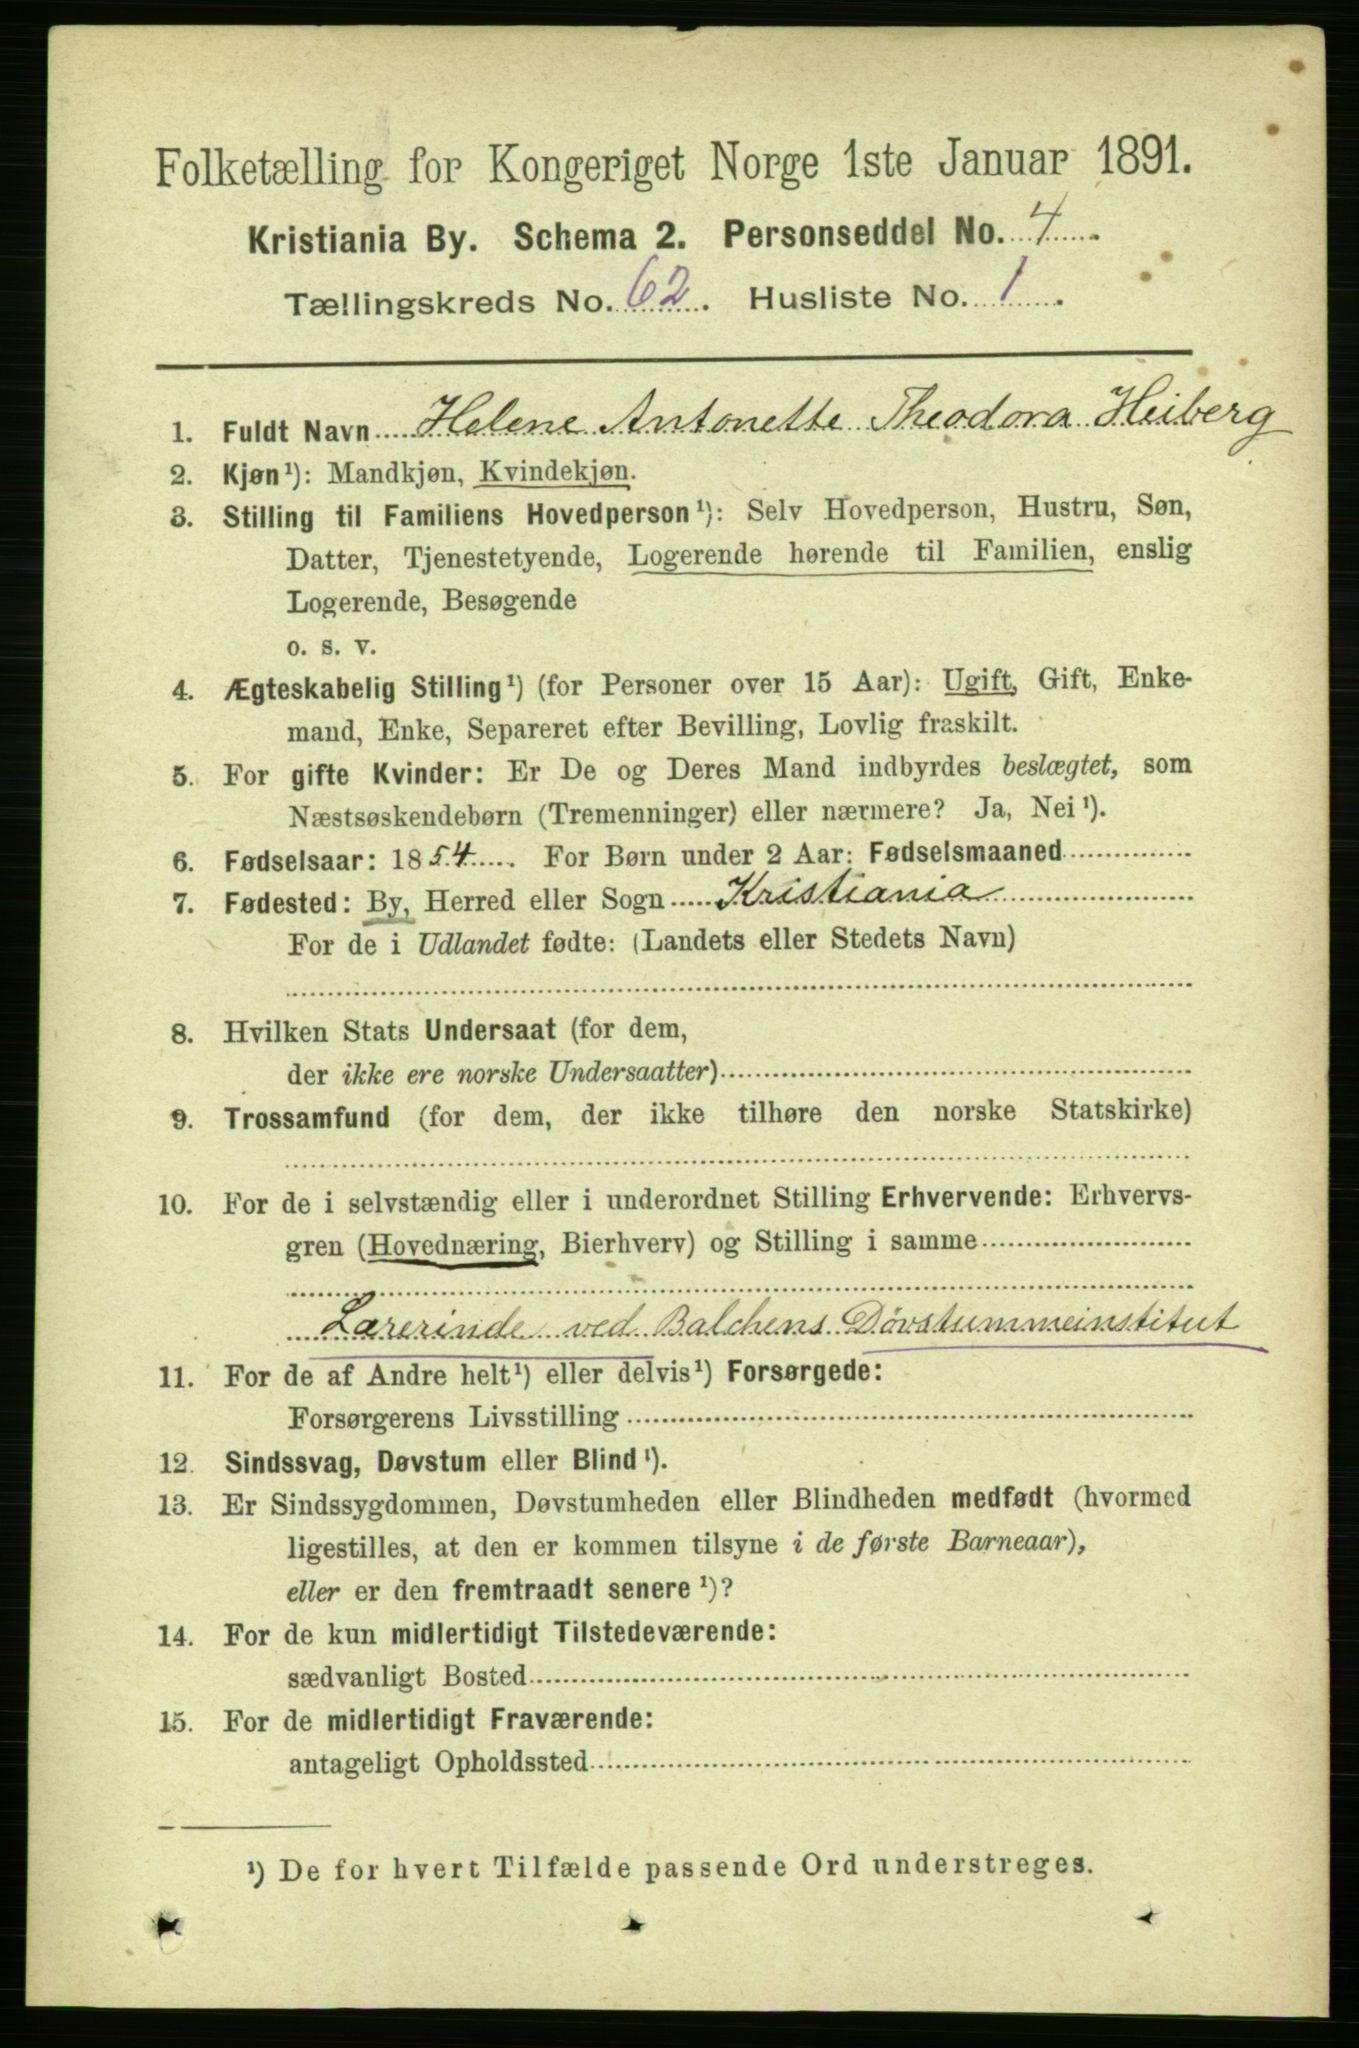 Folketælling for Kongeriget Norge 1ste Januar 1891.
Kristiania By. Schema 2. Personseddel No. 4
Tællingskreds No. 62. Husliste No. 1.
1. Fuldt Navn Helene Antonette Theodora Heiberg
2. Kjøn¹): Mandkjøn, Kvindekjøn.
3. Stilling til Familiens Hovedperson¹): Selv Hovedperson, Hustru, Søn,
Datter, Tjenestetyende, Logerende hørende til Familien, enslig
Logerende, Besøgende
o. s. v.
4. Ægteskabelig Stilling¹) (for Personer over 15 Aar): Ugift, Gift, Enke-
mand, Enke, Separeret efter Bevilling, Lovlig fraskilt.
5. For gifte Kvinder: Er De og Deres Mand indbyrdes beslægtet, som
Næstsøskendebørn (Tremenninger) eller nærmere? Ja, Nei¹).
6. Fødselsaar: 1854. For Børn under 2 Aar: Fødselsmaaned
7. Fødested: By, Herred eller Sogn Kristiania
For de i Udlandet fødte: (Landets eller Stedets Navn)
8. Hvilken Stats Undersaat (for dem,
der ikke ere norske Undersaatter)
9. Trossamfund (for dem, der ikke tilhøre den norske Statskirke)
10. For de i selvstændig eller i underordnet Stilling Erhvervende: Erhvervs-
gren (Hovednæring, Bierhverv) og Stilling i samme
Lærerinde ved Balchens Døvstummeinstitut
11. For de af Andre helt¹) eller delvis¹) Forsørgede:
Forsørgerens Livsstilling
12. Sindssvag, Døvstum eller Blind¹).
13. Er Sindssygdommen, Døvstumheden eller Blindheden medfødt (hvormed
ligestilles, at den er kommen tilsyne i de første Barneaar),
eller er den fremtraadt senere¹)?
14. For de kun midlertidigt Tilstedeværende:
sædvanligt Bosted
15. For de midlertidigt Fraværende:
antageligt Opholdssted
¹) De for hvert Tilfælde passende Ord understreges.